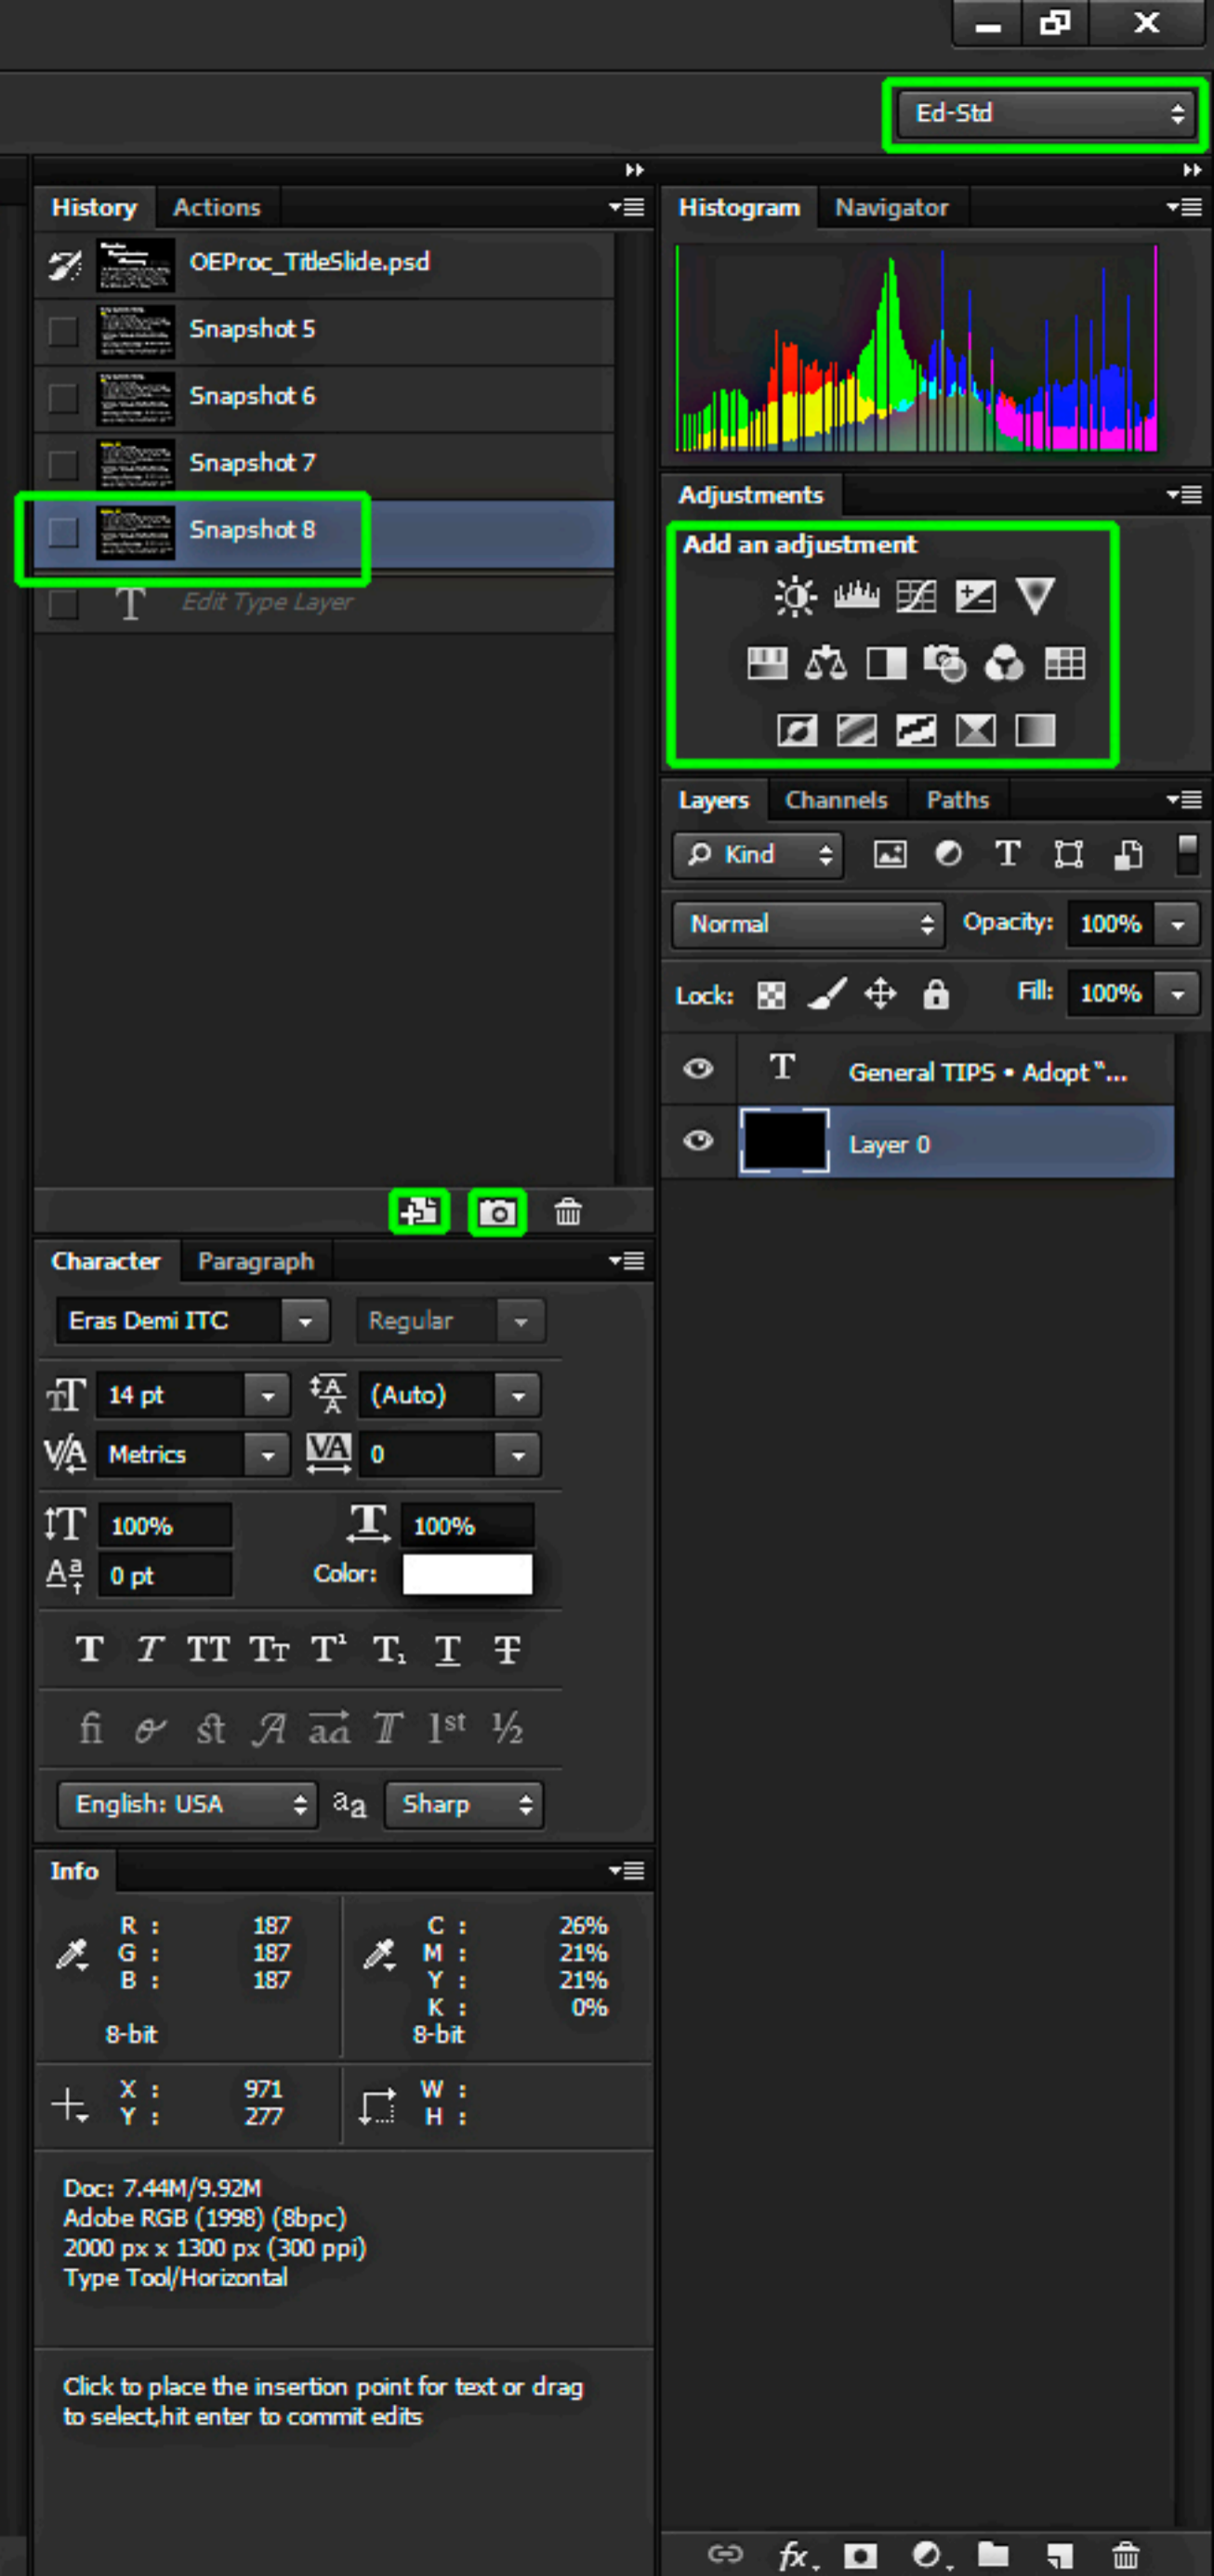 Ed-Std
History Actions
OEProc_TitleSlide.psd
Snapshot 5
Snapshot 6
Snapshot 7
Snapshot 8
Edit Type Layer
Character Paragraph
Eras Demi ITC Regular
14 pt (Auto)
Metrics 0
100% 100%
0 pt Color:
English: USA Sharp
Info
R : 187 C : 26%
G : 187 M : 21%
B : 187 Y : 21%
K : 0%
8-bit 8-bit
X : 971 W :
Y : 277 H :
Doc: 7.44M/9.92M
Adobe RGB (1998) (8bpc)
2000 px x 1300 px (300 ppi)
Type Tool/Horizontal
Click to place the insertion point for text or drag
to select,hit enter to commit edits
Histogram Navigator
Adjustments
Add an adjustment
Layers Channels Paths
Kind
Normal Opacity: 100%
Lock: Fill: 100%
General TIPS • Adopt “...
Layer 0
fx